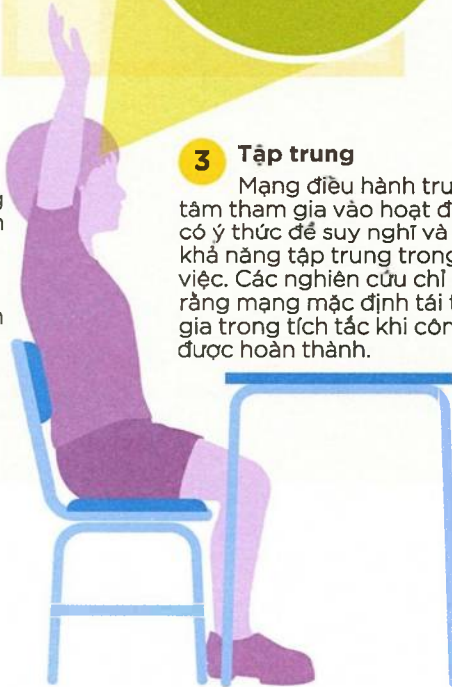 3 Tập trung
Mạng điều hành tru
tâm tham gia vào hoạt đ
có ý thức để suy nghĩ và
khả năng tập trung trong
việc. Các nghiên cứu chỉ
rằng mạng mặc định tái t
gia trong tích tắc khi côn
được hoàn thành.